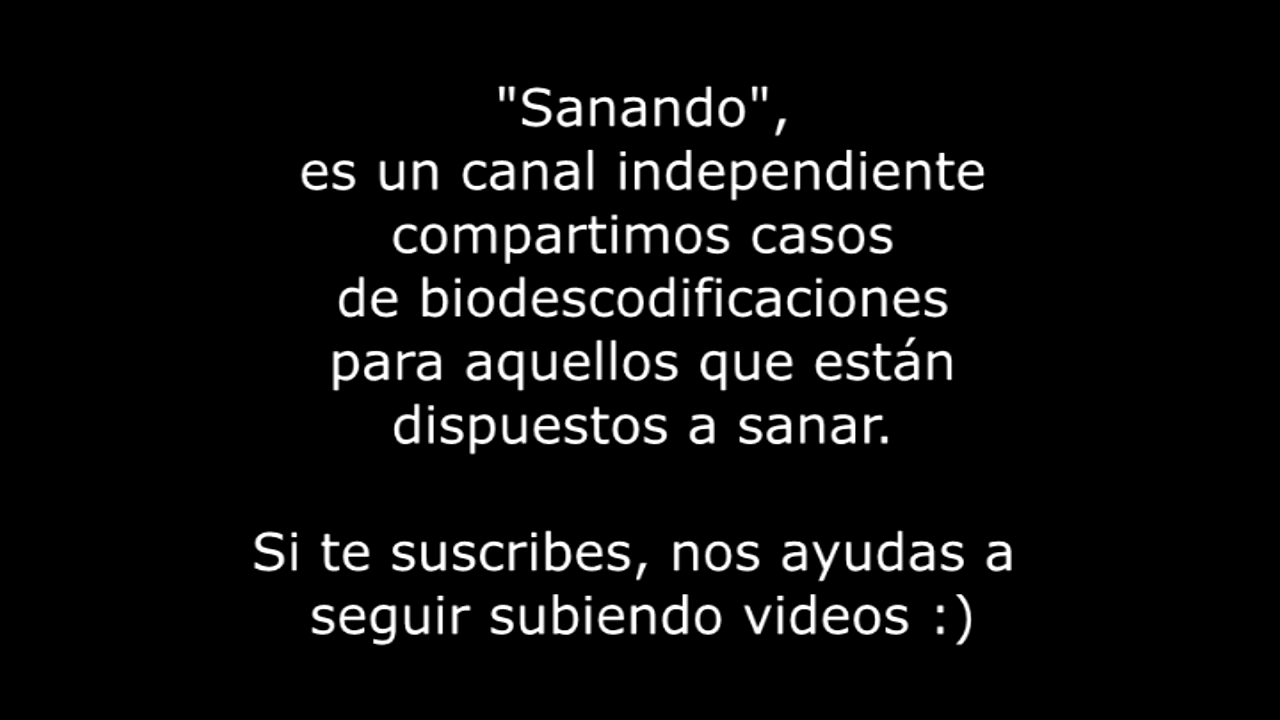 "Sanando",
es un canal independiente
compartimos casos
de biodescodificaciones
para aquellos que están
dispuestos a sanar.
Si te suscribes, nos ayudas a
seguir subiendo videos :)